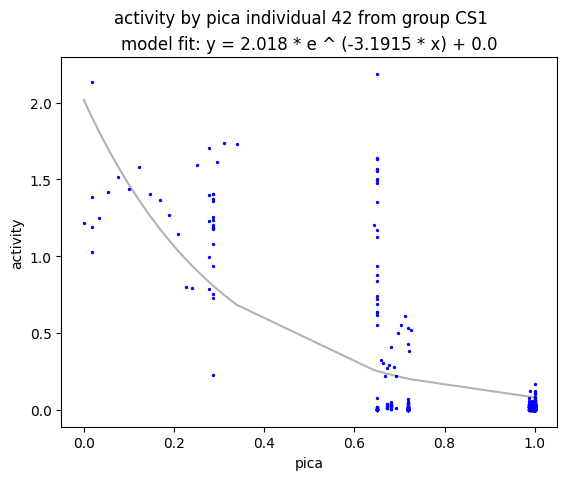 activity by pica individual 42 from group CS1
model fit: y = 2.018 * e ^ (-3.1915 * x) + 0.0
2.0
1.5
activity
1.0
0.5
0.0
0.0 0.2 0.4 0.6 0.8 1.0
pica